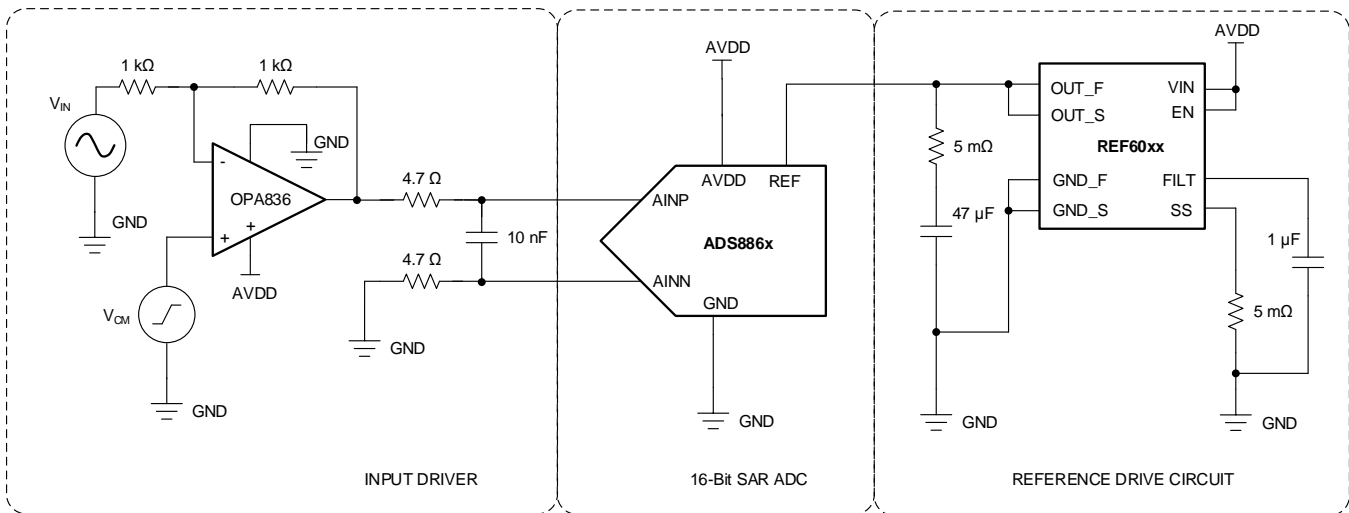 1 kΩ
1 kΩ
VIN
GND
-
OPA836
+
+
GND
AVDD
VCM
GND
4.7 Ω
10 nF
4.7 Ω
GND
INPUT DRIVER
AVDD
AVDD
REF
AINP
ADS886x
AINN
GND
GND
16-Bit SAR ADC
AVDD
OUT_F
VIN
OUT_S
EN
REF60xx
GND_F
FILT
GND_S
SS
5 mΩ
47 µF
1 µF
5 mΩ
GND
GND
REFERENCE DRIVE CIRCUIT